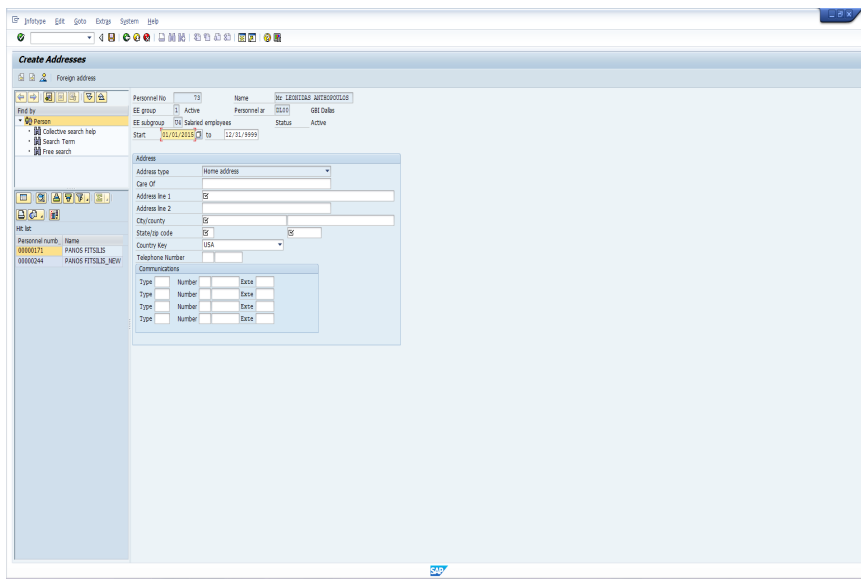 Infotype Edit Goto Extras System Help
Create Addresses
Foreign address
Find by
Person
Collective search help
Search Term
Free search
Hit list
Personnel numb_ Name
00000171 PANOS FITSILIS
00000244 PANOS FITSILIS_NEW
Personnel No 73 Name Mr LEONIDAS ANTHOPOULOS
EE group 1 Active Personnel ar DL00 GBI Dallas
EE subgroup U4 Salaried employees Status Active
Start 01/01/2015 to 12/31/9999
Address
Address type Home address
Care Of
Address line 1
Address line 2
City/county
State/zip code
Country Key USA
Telephone Number
Communications
Type Number Exte
Type Number Exte
Type Number Exte
Type Number Exte
SAP